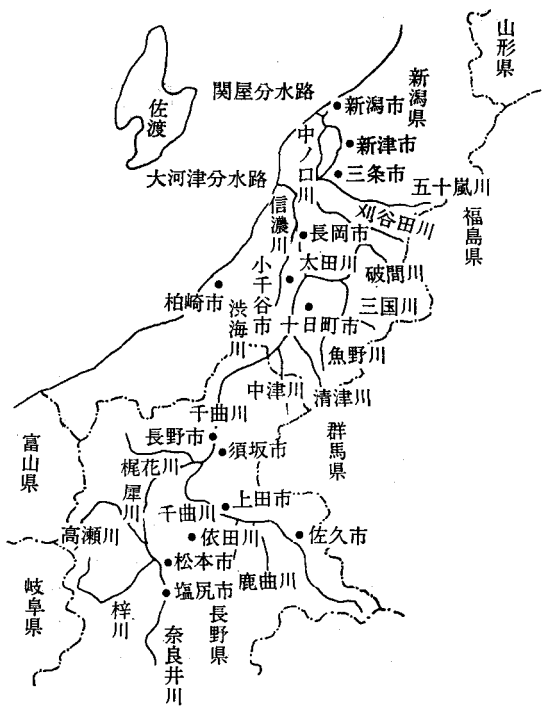 山形県
新潟県
関屋分水路
新潟市
佐渡
中ノ口川
新津市
三条市
大河津分水路
五十嵐川
信濃川
刈谷田川
福島県
長岡市
太田川
破間川
小千谷市
柏崎市
渋海川
十日町市
三国川
魚野川
中津川
清津川
千曲川
群馬県
長野市
須坂市
富山県
梶花川
犀川
上田市
千曲川
高瀬川
依田川
佐久市
松本市
鹿曲川
塩尻市
岐阜県
梓川
長野県
奈良井川